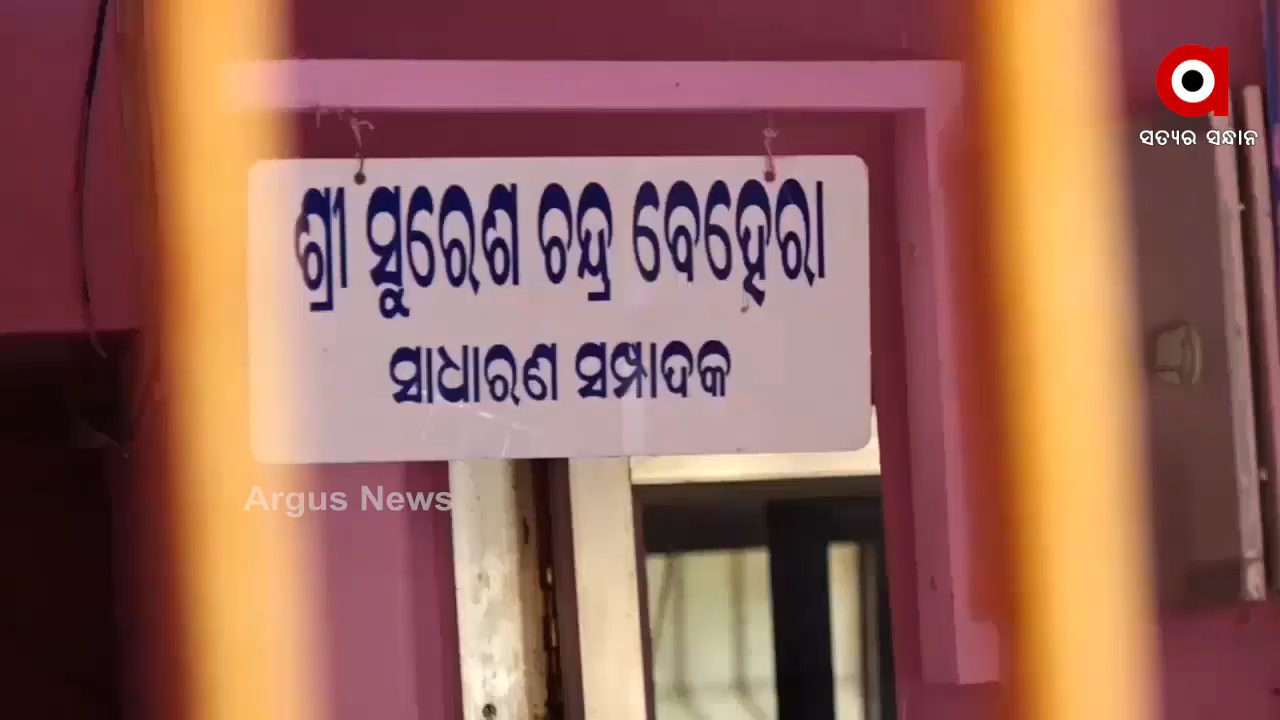 ସତ୍ୟର ସନ୍ଧାନ
ଶ୍ରୀ ସୁରେଶ ଚନ୍ଦ୍ର ବେହେରା
ସାଧାରଣ ସମ୍ପାଦକ
Argus News